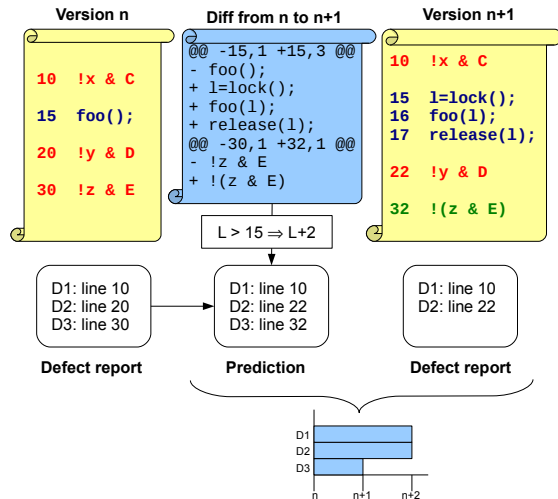 Version n
Diff from n to n+1
Version n+1
10 !x & C
15 foo();
20 !y & D
30 !z & E
@@ -15,1 +15,3 @@
- foo();
+ l=lock();
+ foo(l);
+ release(l);
@@ -30,1 +32,1 @@
- !z & E
+ !(z & E)
10 !x & C
15 l=lock();
16 foo(l);
17 release(l);
22 !y & D
32 !(z & E)
L > 15 ⇒ L+2
D1: line 10
D2: line 20
D3: line 30
D1: line 10
D2: line 22
D3: line 32
D1: line 10
D2: line 22
Defect report
Prediction
Defect report
D1
D2
D3
n
n+1
n+2